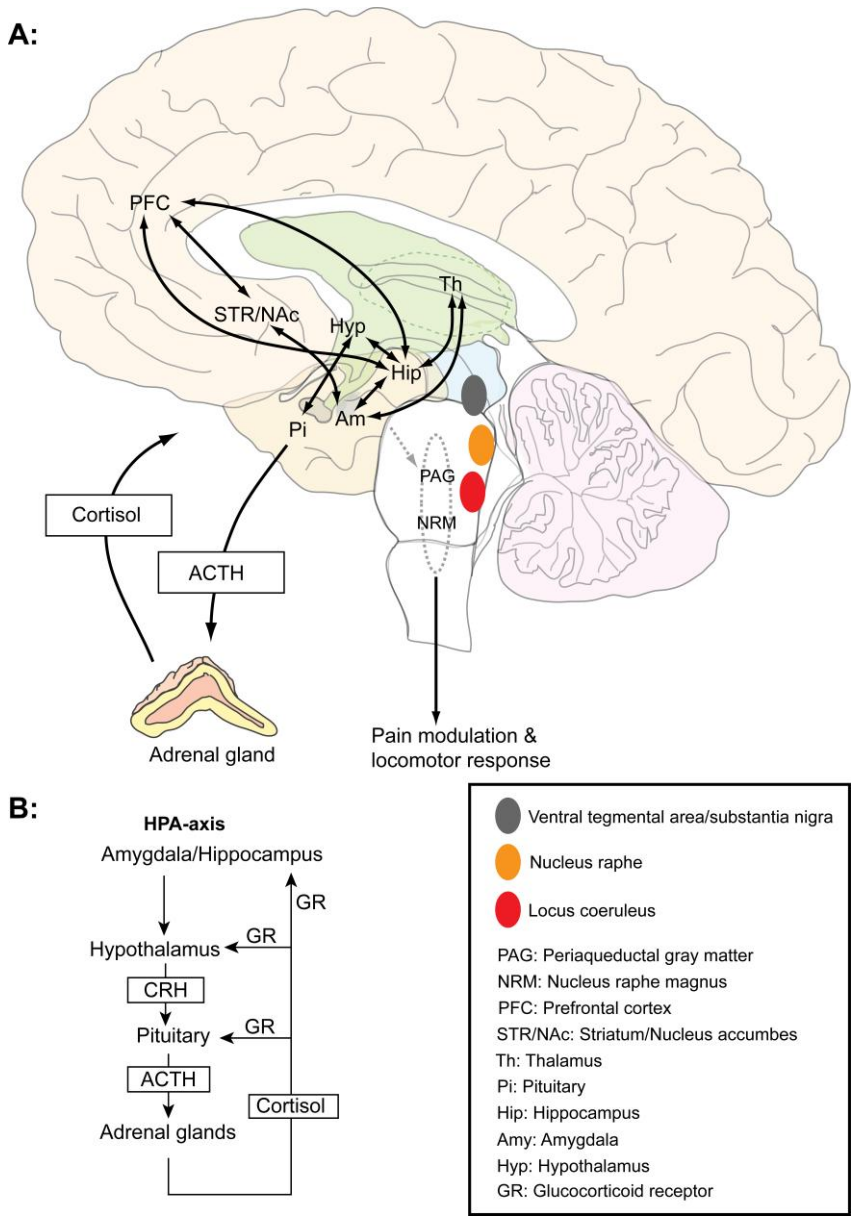 A:
PFC
Th
STR/NAc
Hyp
Hip
Am
Pi
PAG
NRM
Cortisol
ACTH
Adrenal gland
Pain modulation &
locomotor response
B:
HPA-axis
Amygdala/Hippocampus
GR
GR
Hypothalamus
CRH
GR
Pituitary
ACTH
Cortisol
Adrenal glands
Ventral tegmental area/substantia nigra
Nucleus raphe
Locus coeruleus
PAG: Periaqueductal gray matter
NRM: Nucleus raphe magnus
PFC: Prefrontal cortex
STR/NAc: Striatum/Nucleus accumbes
Th: Thalamus
Pi: Pituitary
Hip: Hippocampus
Amy: Amygdala
Hyp: Hypothalamus
GR: Glucocorticoid receptor